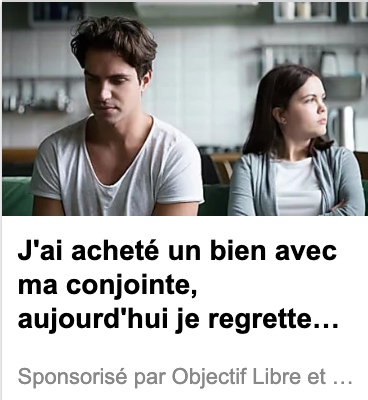 J'ai acheté un bien avec
ma conjointe,
aujourd'hui je regrette…
Sponsorisé par Objectif Libre et …